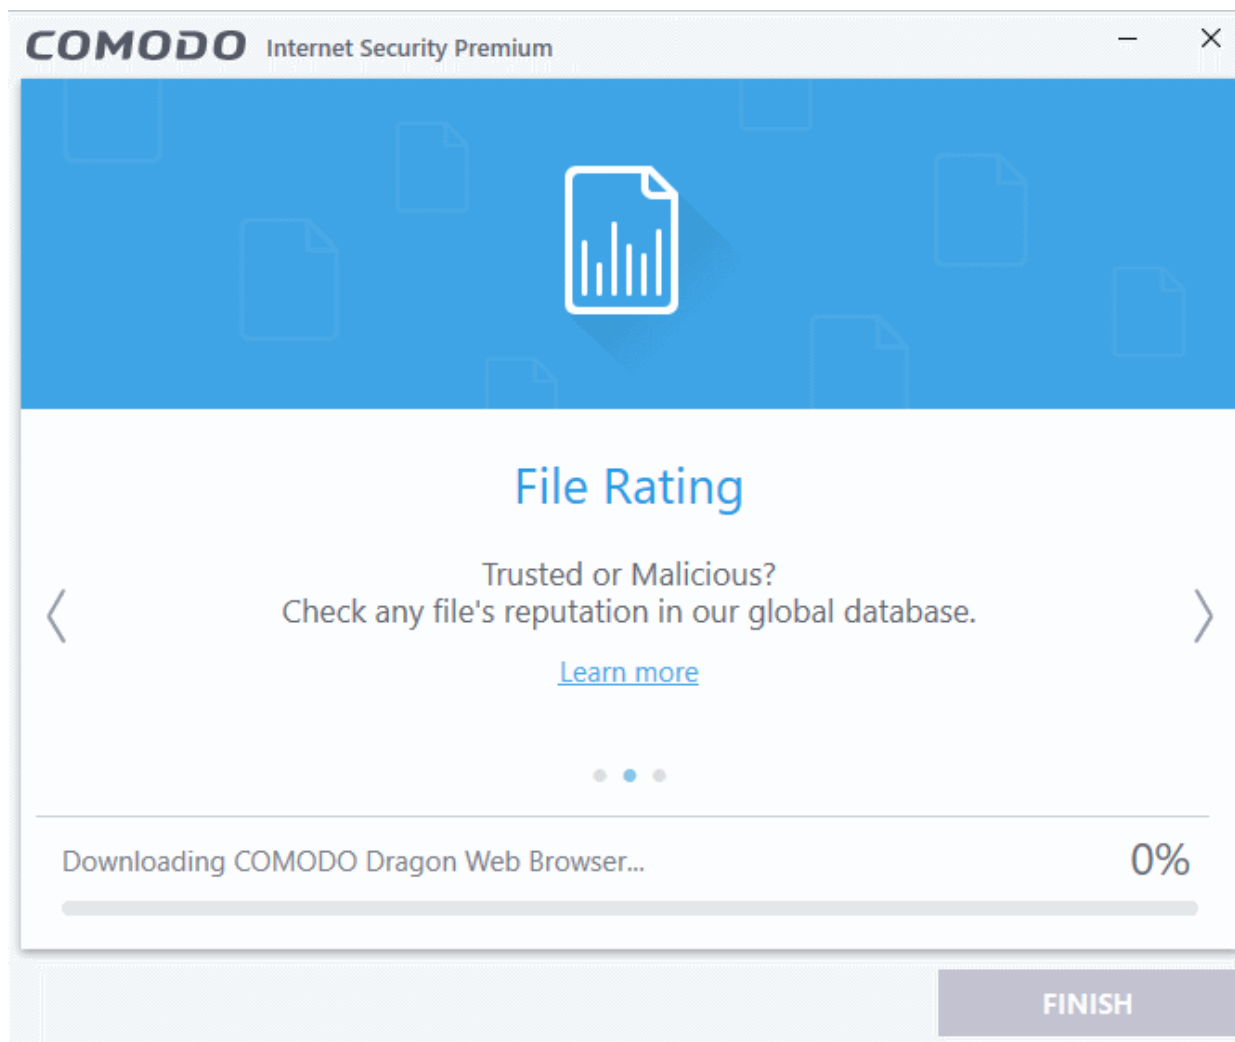 COMODO Internet Security Premium
File Rating
Trusted or Malicious?
Check any file's reputation in our global database.
Learn more
Downloading COMODO Dragon Web Browser... 0%
FINISH